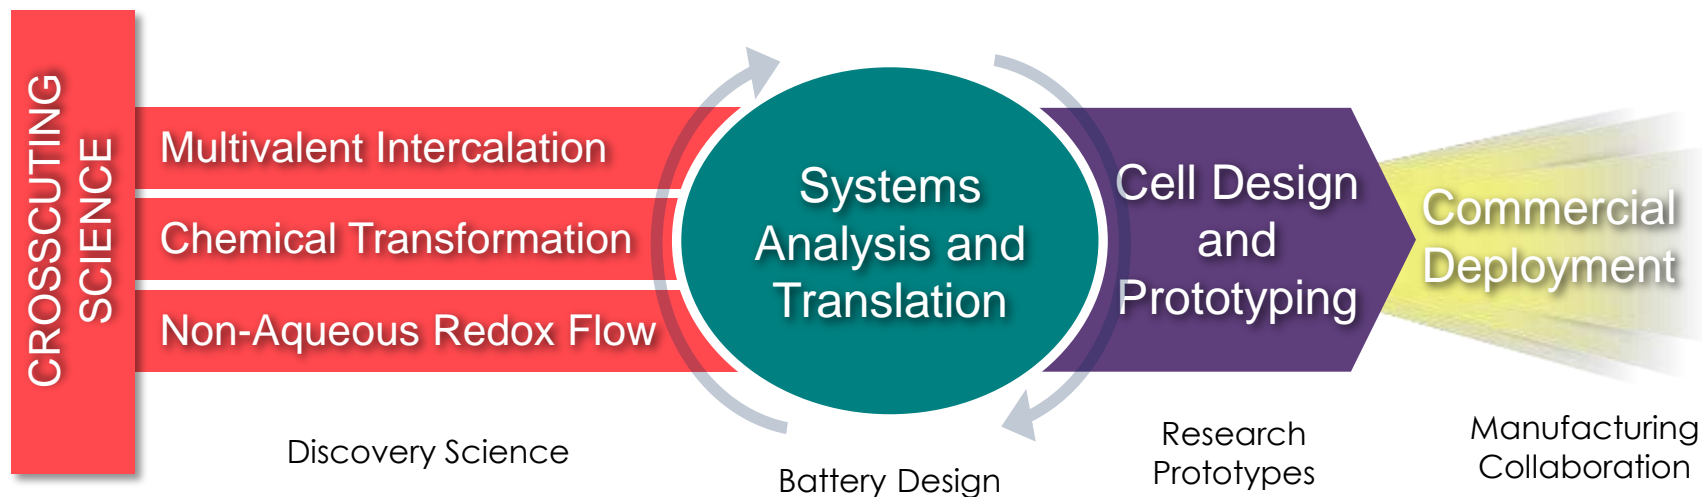 CROSSCUTING
SCIENCE
Multivalent Intercalation
Chemical Transformation
Non-Aqueous Redox Flow
Systems
Analysis and
Translation
Cell Design
and
Prototyping
Commercial
Deployment
Discovery Science
Battery Design
Research
Prototypes
Manufacturing
Collaboration